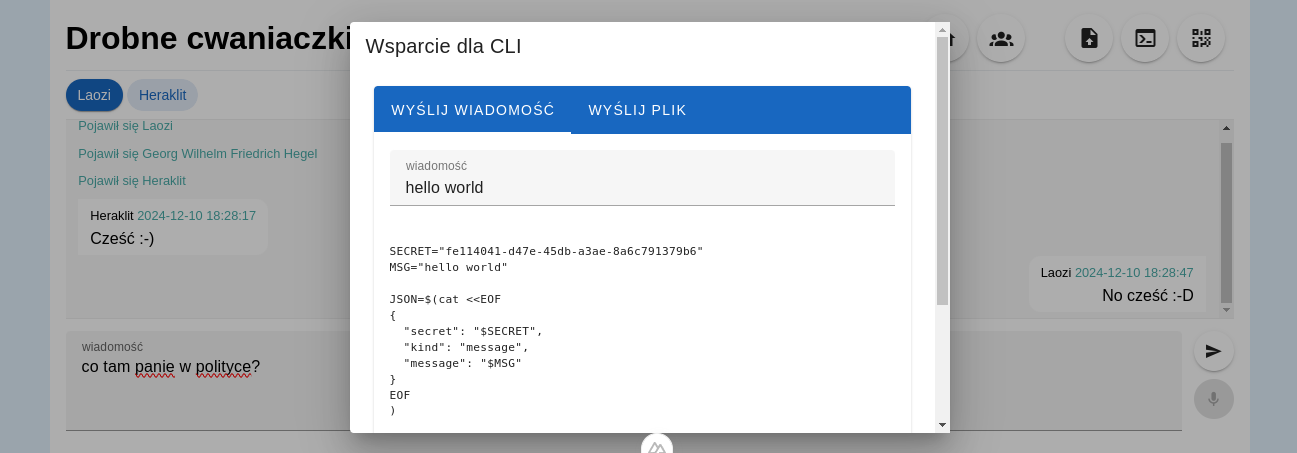 Drobne cwaniaczki
Laozi
Heraklit
Pojawił się Laozi
Pojawił się Georg Wilhelm Friedrich Hegel
Pojawił się Heraklit
Heraklit 2024-12-10 18:28:17
Cześć :-)
Laozi 2024-12-10 18:28:47
No cześć :-D
wiadomość
co tam panie w polityce?
Wsparcie dla CLI
WYŚLIJ WIADOMOŚĆ
WYŚLIJ PLIK
wiadomość
hello world
SECRET="fe114041-d47e-45db-a3ae-8a6c791379b6"
MSG="hello world"
JSON=$(cat <<EOF
{
  "secret": "$SECRET",
  "kind": "message",
  "message": "$MSG"
}
EOF
)